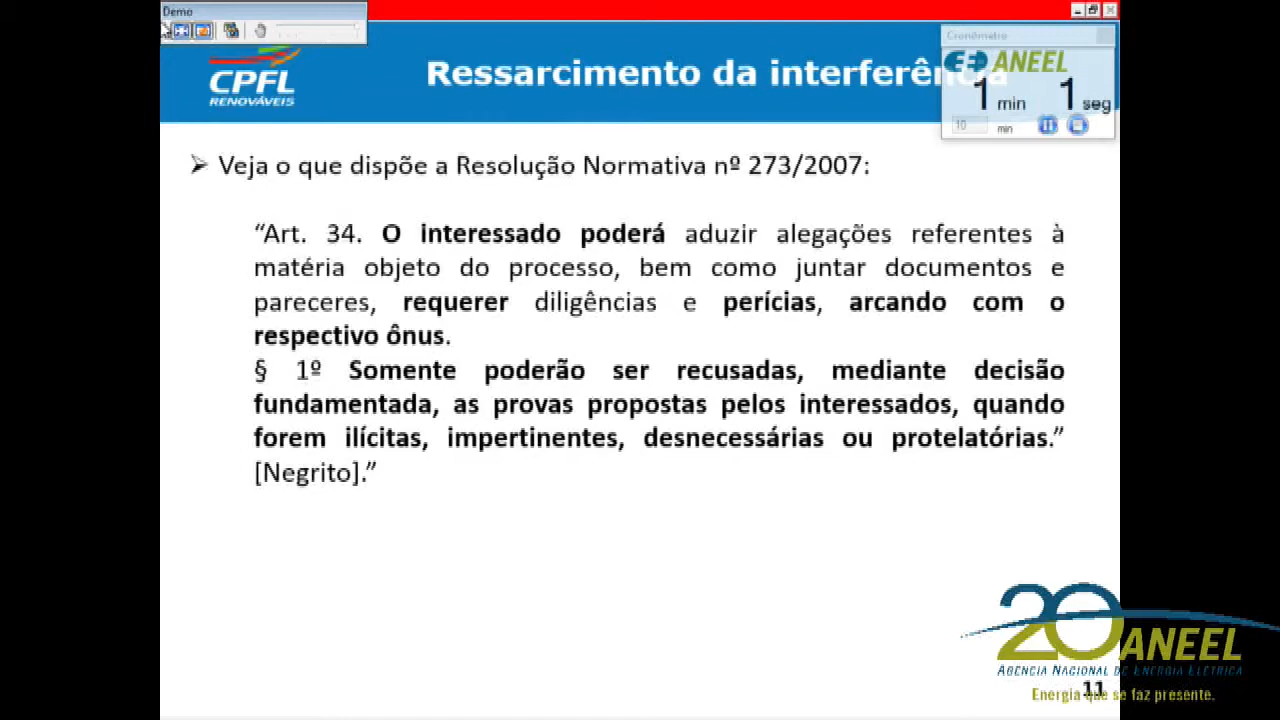 Demo
Cronômetro
CPFL
RENOVÁVEIS
Ressarcimento da interferência
ANEEL
1 min 1 seg
10 min
Veja o que dispõe a Resolução Normativa nº 273/2007:
“Art. 34. O interessado poderá aduzir alegações referentes à
matéria objeto do processo, bem como juntar documentos e
pareceres, requerer diligências e perícias, arcando com o
respectivo ônus.
§ 1º Somente poderão ser recusadas, mediante decisão
fundamentada, as provas propostas pelos interessados, quando
forem ilícitas, impertinentes, desnecessárias ou protelatórias.”
[Negrito].”
20 ANEEL
AGÊNCIA NACIONAL DE ENERGIA ELÉTRICA
Energia que se faz presente.
11